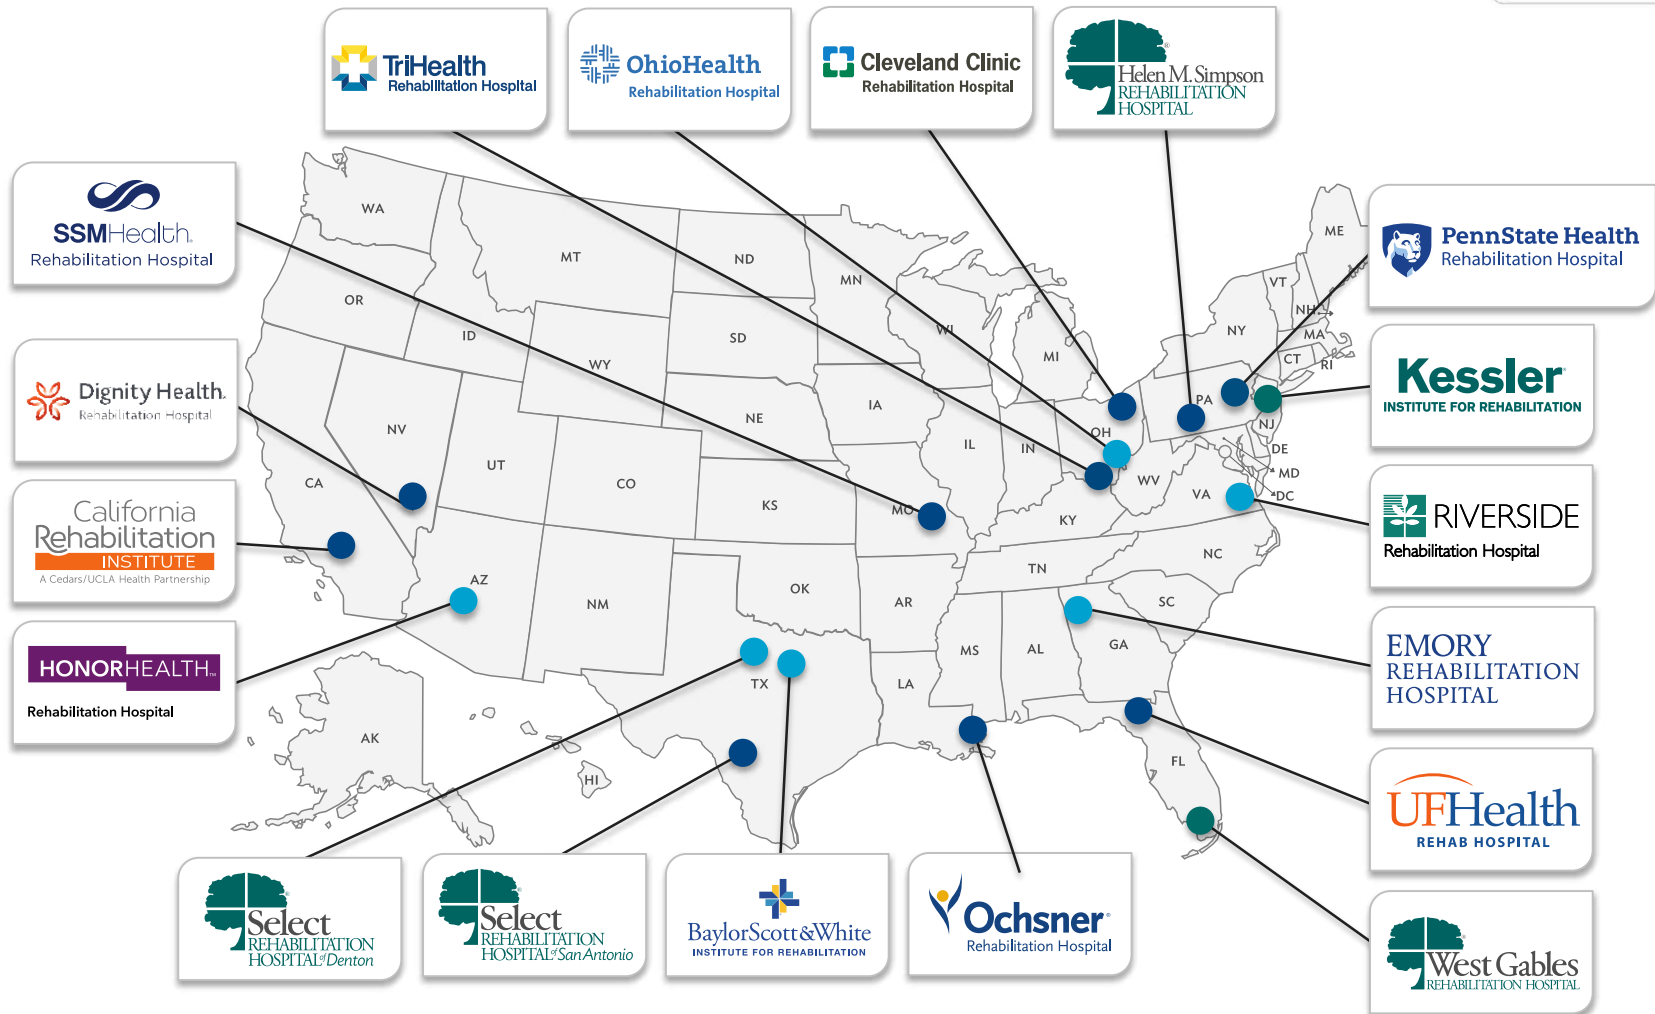 TriHealth
Rehabilitation Hospital
OhioHealth
Rehabilitation Hospital
Cleveland Clinic
Rehabilitation Hospital
Helen M. Simpson
REHABILITATION
HOSPITAL
SSMHealth.
Rehabilitation Hospital
Dignity Health.
Rehabilitation Hospital
California
Rehabilitation
INSTITUTE
A Cedars/UCLA Health Partnership
HONORHEALTH™
Rehabilitation Hospital
PennState Health
Rehabilitation Hospital
Kessler
INSTITUTE FOR REHABILITATION
RIVERSIDE
Rehabilitation Hospital
EMORY
REHABILITATION
HOSPITAL
UFHealth
REHAB HOSPITAL
West Gables
REHABILITATION HOSPITAL
Select
REHABILITATION
HOSPITAL of Denton
Select
REHABILITATION
HOSPITAL of San Antonio
BaylorScott&White
INSTITUTE FOR REHABILITATION
Ochsner
Rehabilitation Hospital
WA
MT
ND
MN
ME
OR
ID
SD
WI
MI
NY
VT
NH
MA
CT
RI
WY
NE
IA
PA
NJ
NV
UT
CO
KS
IL
IN
OH
WV
VA
DE
MD
DC
CA
MO
KY
NC
AZ
NM
OK
AR
TN
SC
MS
AL
GA
TX
LA
FL
AK
HI